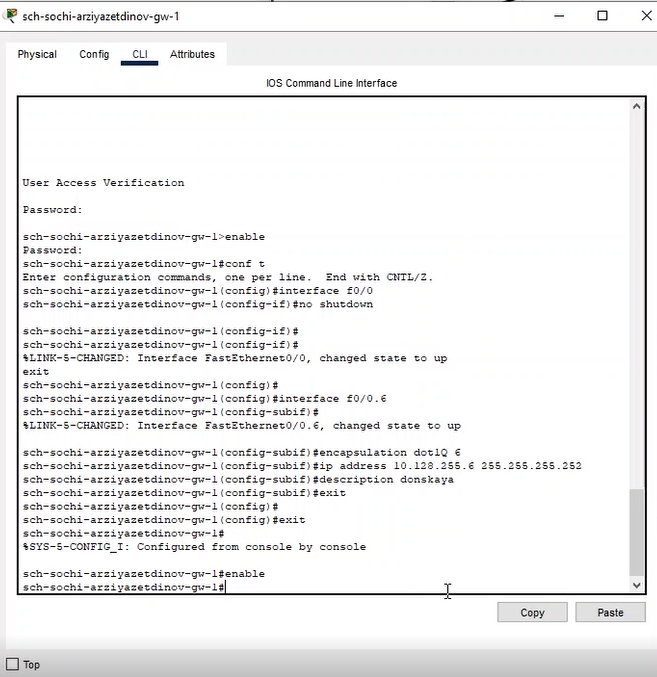 sch-sochi-arziyazetdinov-gw-1
Physical Config CLI Attributes
IOS Command Line Interface
User Access Verification
Password:
sch-sochi-arziyazetdinov-gw-1>enable
Password:
sch-sochi-arziyazetdinov-gw-1#conf t
Enter configuration commands, one per line.  End with CNTL/Z.
sch-sochi-arziyazetdinov-gw-1(config)#interface f0/0
sch-sochi-arziyazetdinov-gw-1(config-if)#no shutdown
sch-sochi-arziyazetdinov-gw-1(config-if)#
sch-sochi-arziyazetdinov-gw-1(config-if)#
%LINK-5-CHANGED: Interface FastEthernet0/0, changed state to up
exit
sch-sochi-arziyazetdinov-gw-1(config)#
sch-sochi-arziyazetdinov-gw-1(config)#interface f0/0.6
sch-sochi-arziyazetdinov-gw-1(config-subif)#
%LINK-5-CHANGED: Interface FastEthernet0/0.6, changed state to up
sch-sochi-arziyazetdinov-gw-1(config-subif)#encapsulation dot1Q 6
sch-sochi-arziyazetdinov-gw-1(config-subif)#ip address 10.128.255.6 255.255.255.252
sch-sochi-arziyazetdinov-gw-1(config-subif)#description donskaya
sch-sochi-arziyazetdinov-gw-1(config-subif)#exit
sch-sochi-arziyazetdinov-gw-1(config)#
sch-sochi-arziyazetdinov-gw-1(config)#exit
sch-sochi-arziyazetdinov-gw-1#
%SYS-5-CONFIG_I: Configured from console by console
sch-sochi-arziyazetdinov-gw-1#enable
sch-sochi-arziyazetdinov-gw-1#
Copy Paste
Top